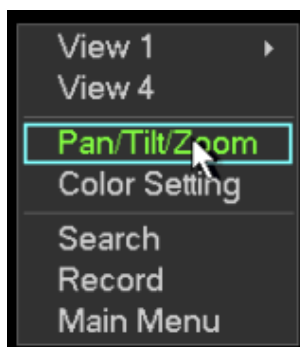 View 1
View 4
Pan/Tilt/Zoom
Color Setting
Search
Record
Main Menu